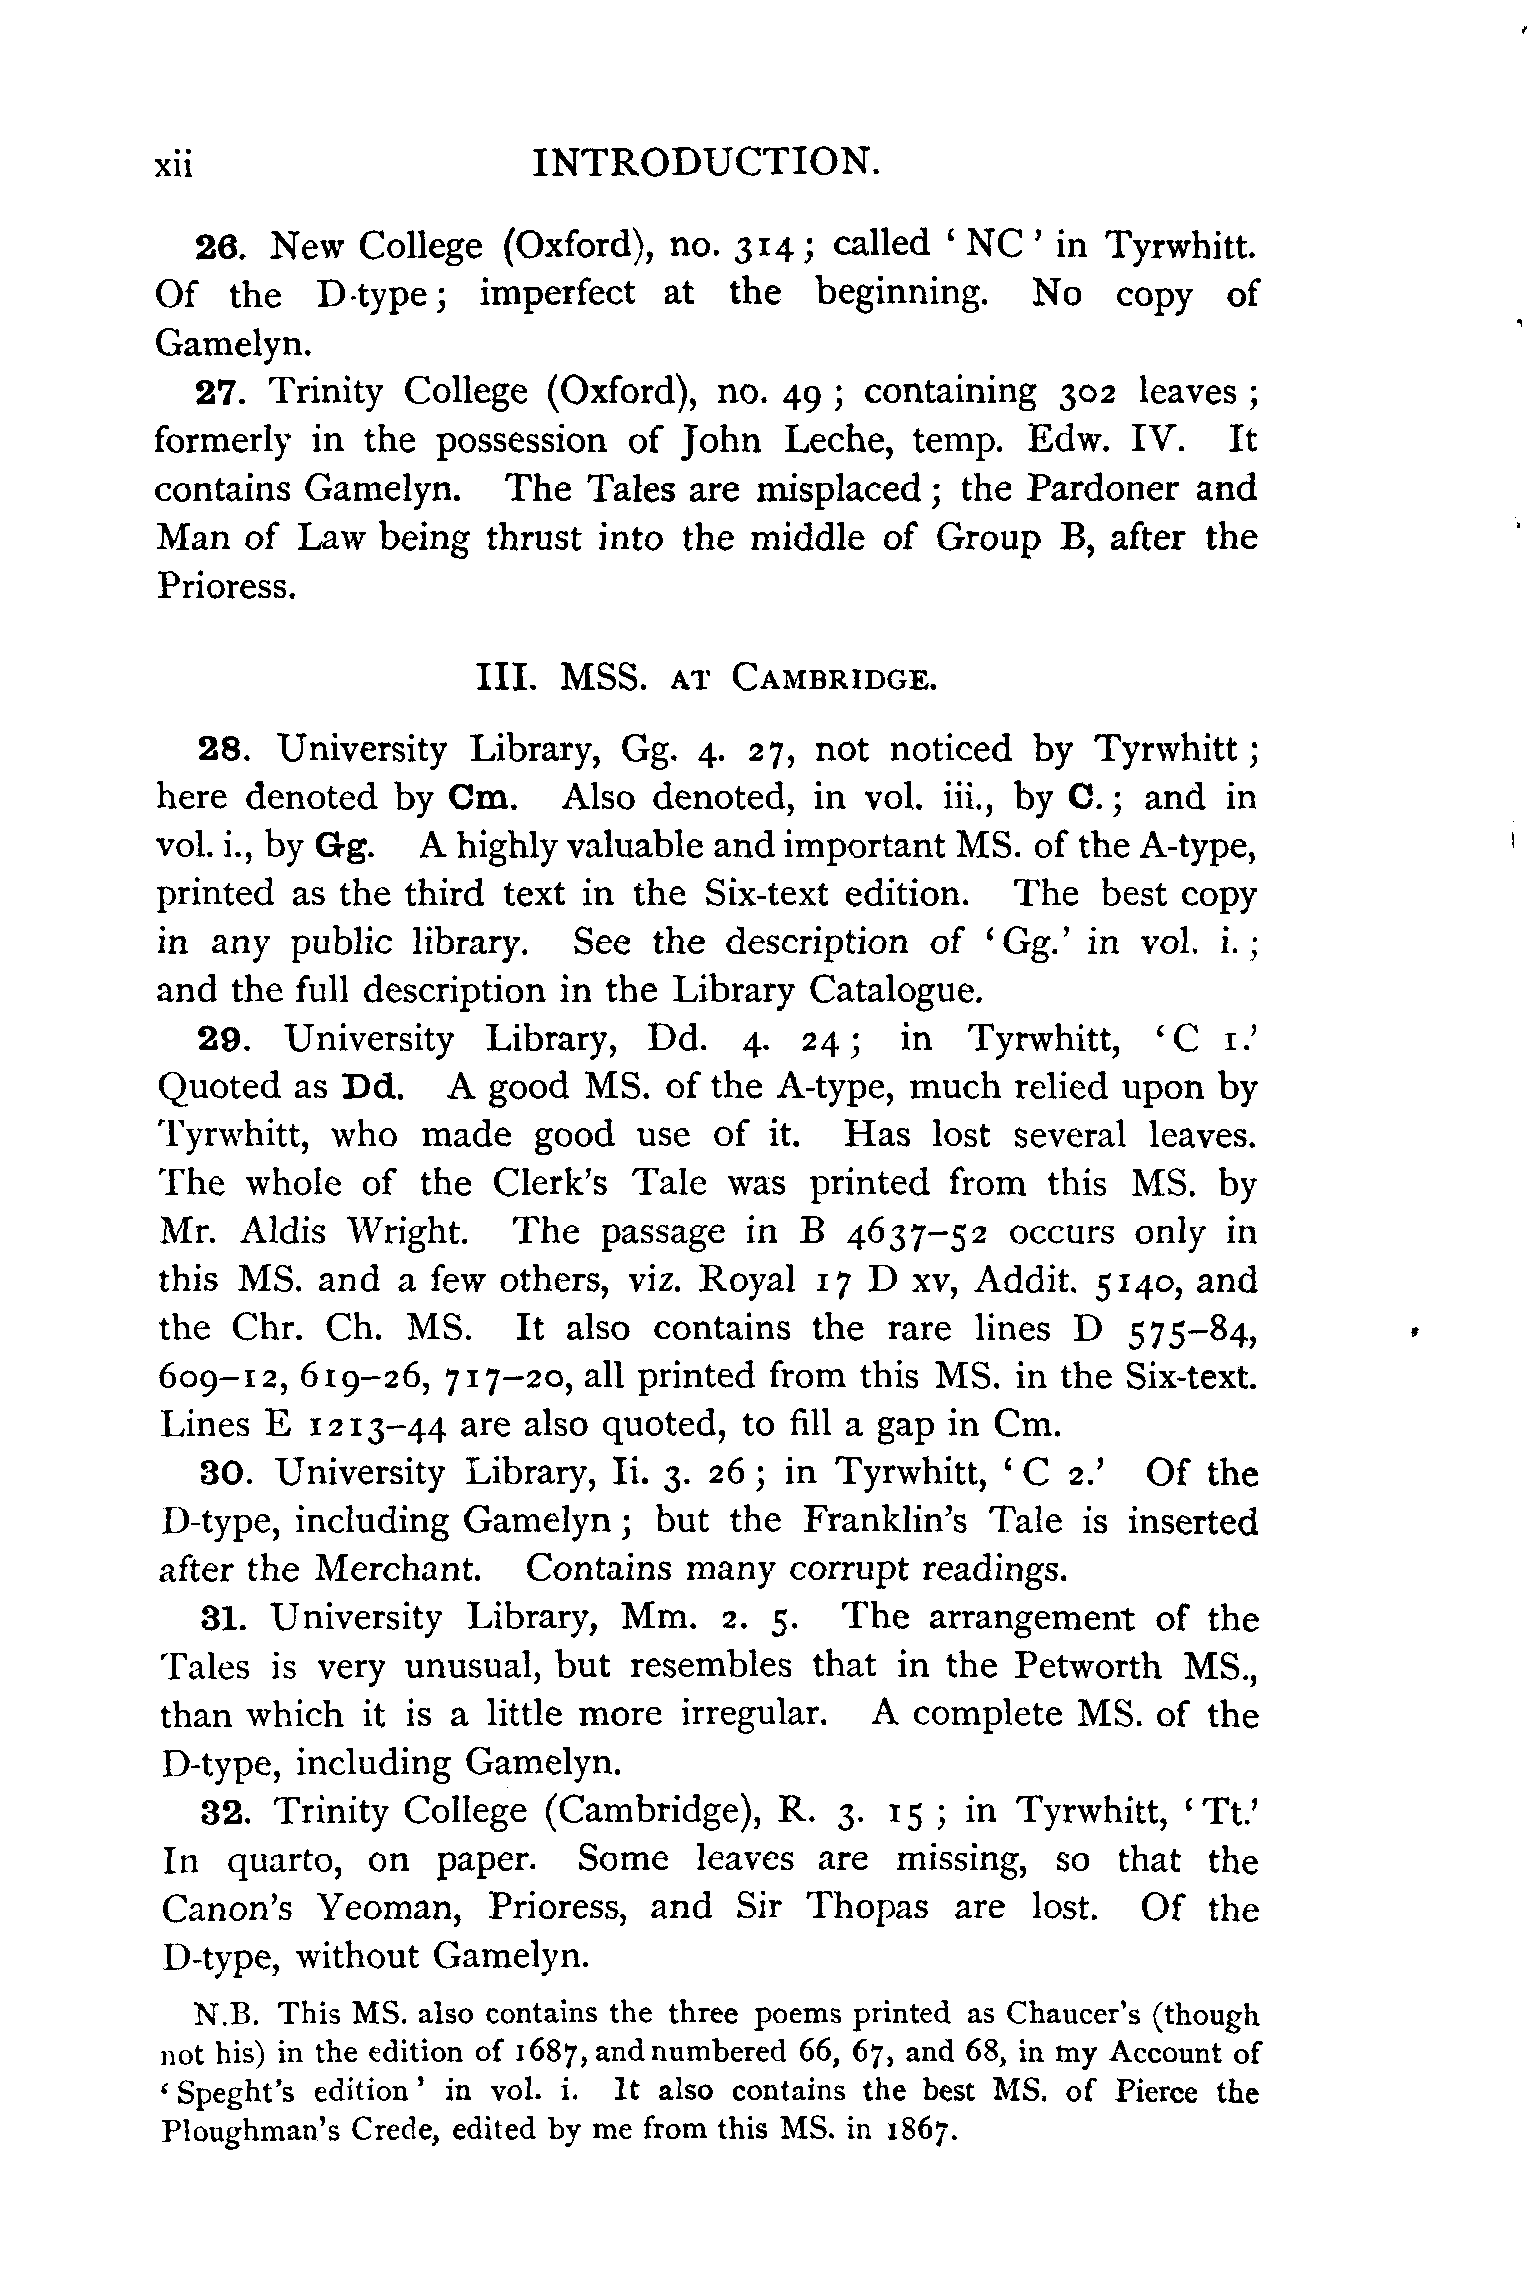 xii INTRODUCTION.
26. New College (Oxford), no. 314; called ‘NC’ in Tyrwhitt.
Of the D-type; imperfect at the beginning. No copy of
Gamelyn.
27. Trinity College (Oxford), no. 49; containing 302 leaves;
formerly in the possession of John Leche, temp. Edw. IV. It
contains Gamelyn. The Tales are misplaced; the Pardoner and
Man of Law being thrust into the middle of Group B, after the
Prioress.
III. MSS. AT CAMBRIDGE.
28. University Library, Gg. 4. 27, not noticed by Tyrwhitt;
here denoted by Cm. Also denoted, in vol. iii., by C.; and in
vol. i., by Gg. A highly valuable and important MS. of the A-type,
printed as the third text in the Six-text edition. The best copy
in any public library. See the description of ‘Gg.’ in vol. i.;
and the full description in the Library Catalogue.
29. University Library, Dd. 4. 24; in Tyrwhitt, ‘C 1.’
Quoted as Dd. A good MS. of the A-type, much relied upon by
Tyrwhitt, who made good use of it. Has lost several leaves.
The whole of the Clerk's Tale was printed from this MS. by
Mr. Aldis Wright. The passage in B 4637–52 occurs only in
this MS. and a few others, viz. Royal 17 D xv, Addit. 5140, and
the Chr. Ch. MS. It also contains the rare lines D 575–84,
609–12, 619–26, 717–20, all printed from this MS. in the Six-text.
Lines E 1213–44 are also quoted, to fill a gap in Cm.
30. University Library, Ii. 3. 26; in Tyrwhitt, ‘C 2.’ Of the
D-type, including Gamelyn; but the Franklin's Tale is inserted
after the Merchant. Contains many corrupt readings.
31. University Library, Mm. 2. 5. The arrangement of the
Tales is very unusual, but resembles that in the Petworth MS.,
than which it is a little more irregular. A complete MS. of the
D-type, including Gamelyn.
32. Trinity College (Cambridge), R. 3. 15; in Tyrwhitt, ‘Tt.’
In quarto, on paper. Some leaves are missing, so that the
Canon's Yeoman, Prioress, and Sir Thopas are lost. Of the
D-type, without Gamelyn.
N.B. This MS. also contains the three poems printed as Chaucer's (though
not his) in the edition of 1687, and numbered 66, 67, and 68, in my Account of
‘Speght's edition’ in vol. i. It also contains the best MS. of Pierce the
Ploughman's Crede, edited by me from this MS. in 1867.